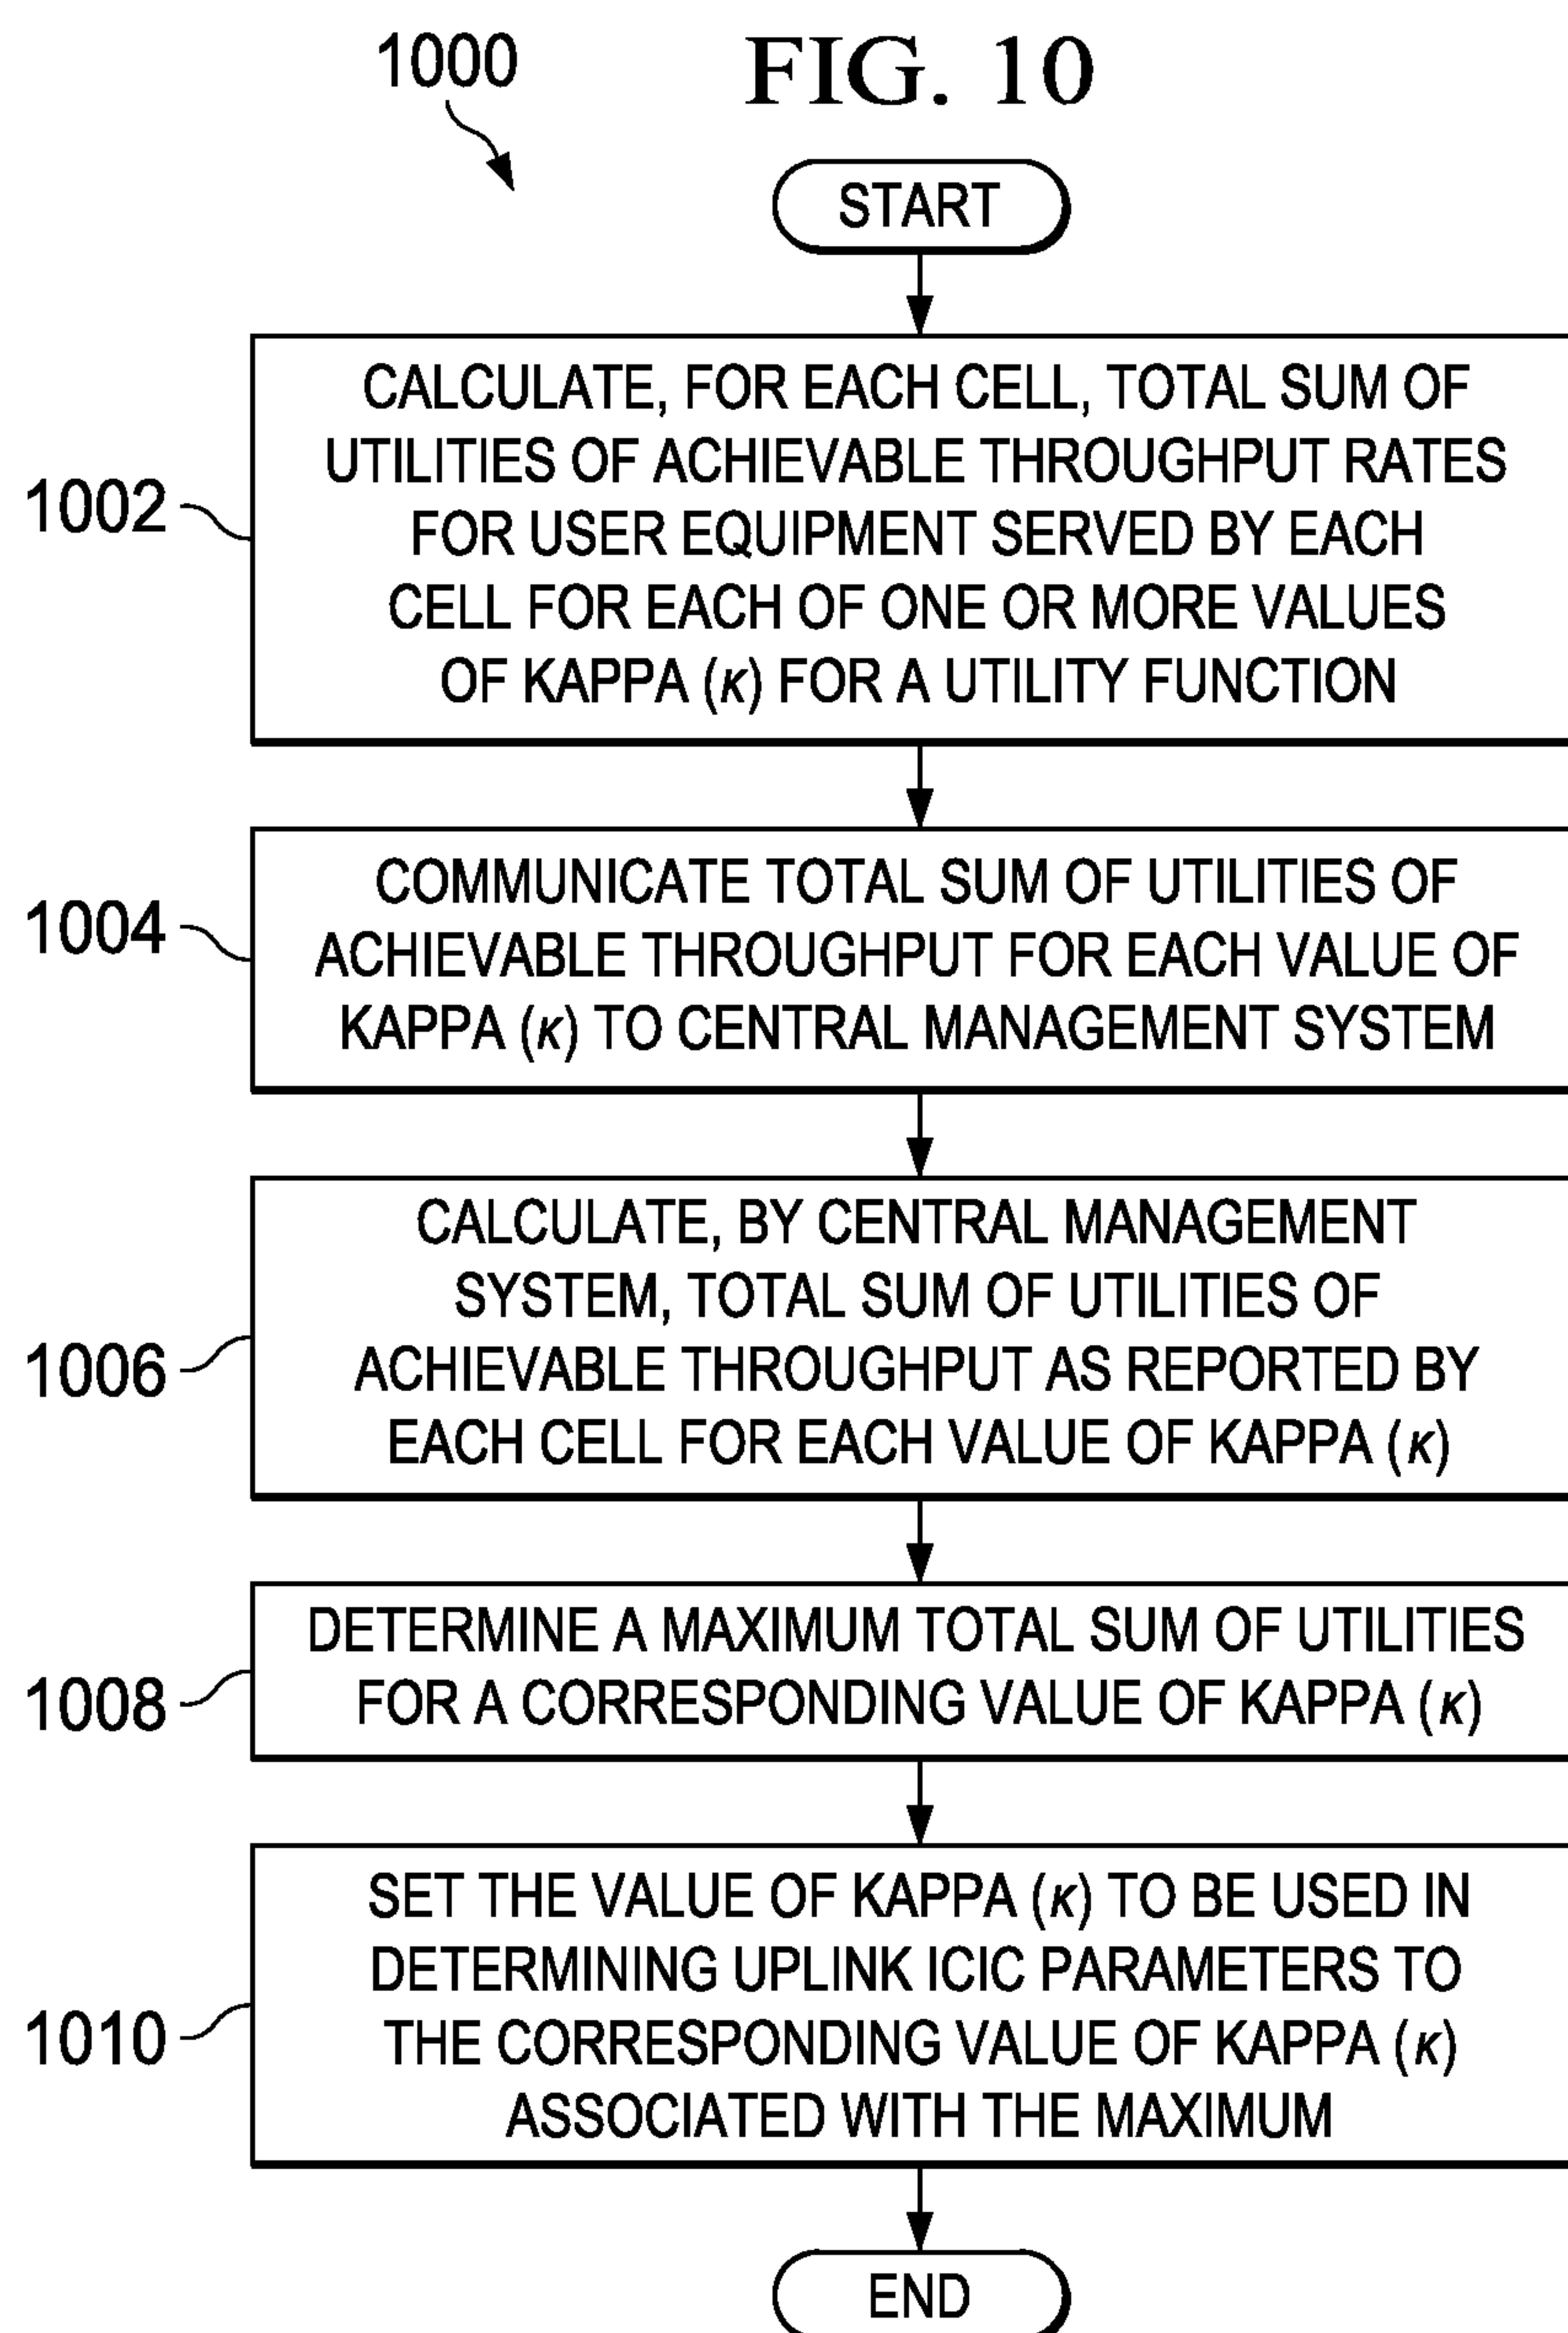 1000
FIG. 10
START
1002
CALCULATE, FOR EACH CELL, TOTAL SUM OF
UTILITIES OF ACHIEVABLE THROUGHPUT RATES
FOR USER EQUIPMENT SERVED BY EACH
CELL FOR EACH OF ONE OR MORE VALUES
OF KAPPA (κ) FOR A UTILITY FUNCTION
1004
COMMUNICATE TOTAL SUM OF UTILITIES OF
ACHIEVABLE THROUGHPUT FOR EACH VALUE OF
KAPPA (κ) TO CENTRAL MANAGEMENT SYSTEM
1006
CALCULATE, BY CENTRAL MANAGEMENT
SYSTEM, TOTAL SUM OF UTILITIES OF
ACHIEVABLE THROUGHPUT AS REPORTED BY
EACH CELL FOR EACH VALUE OF KAPPA (κ)
1008
DETERMINE A MAXIMUM TOTAL SUM OF UTILITIES
FOR A CORRESPONDING VALUE OF KAPPA (κ)
1010
SET THE VALUE OF KAPPA (κ) TO BE USED IN
DETERMINING UPLINK ICIC PARAMETERS TO
THE CORRESPONDING VALUE OF KAPPA (κ)
ASSOCIATED WITH THE MAXIMUM
END